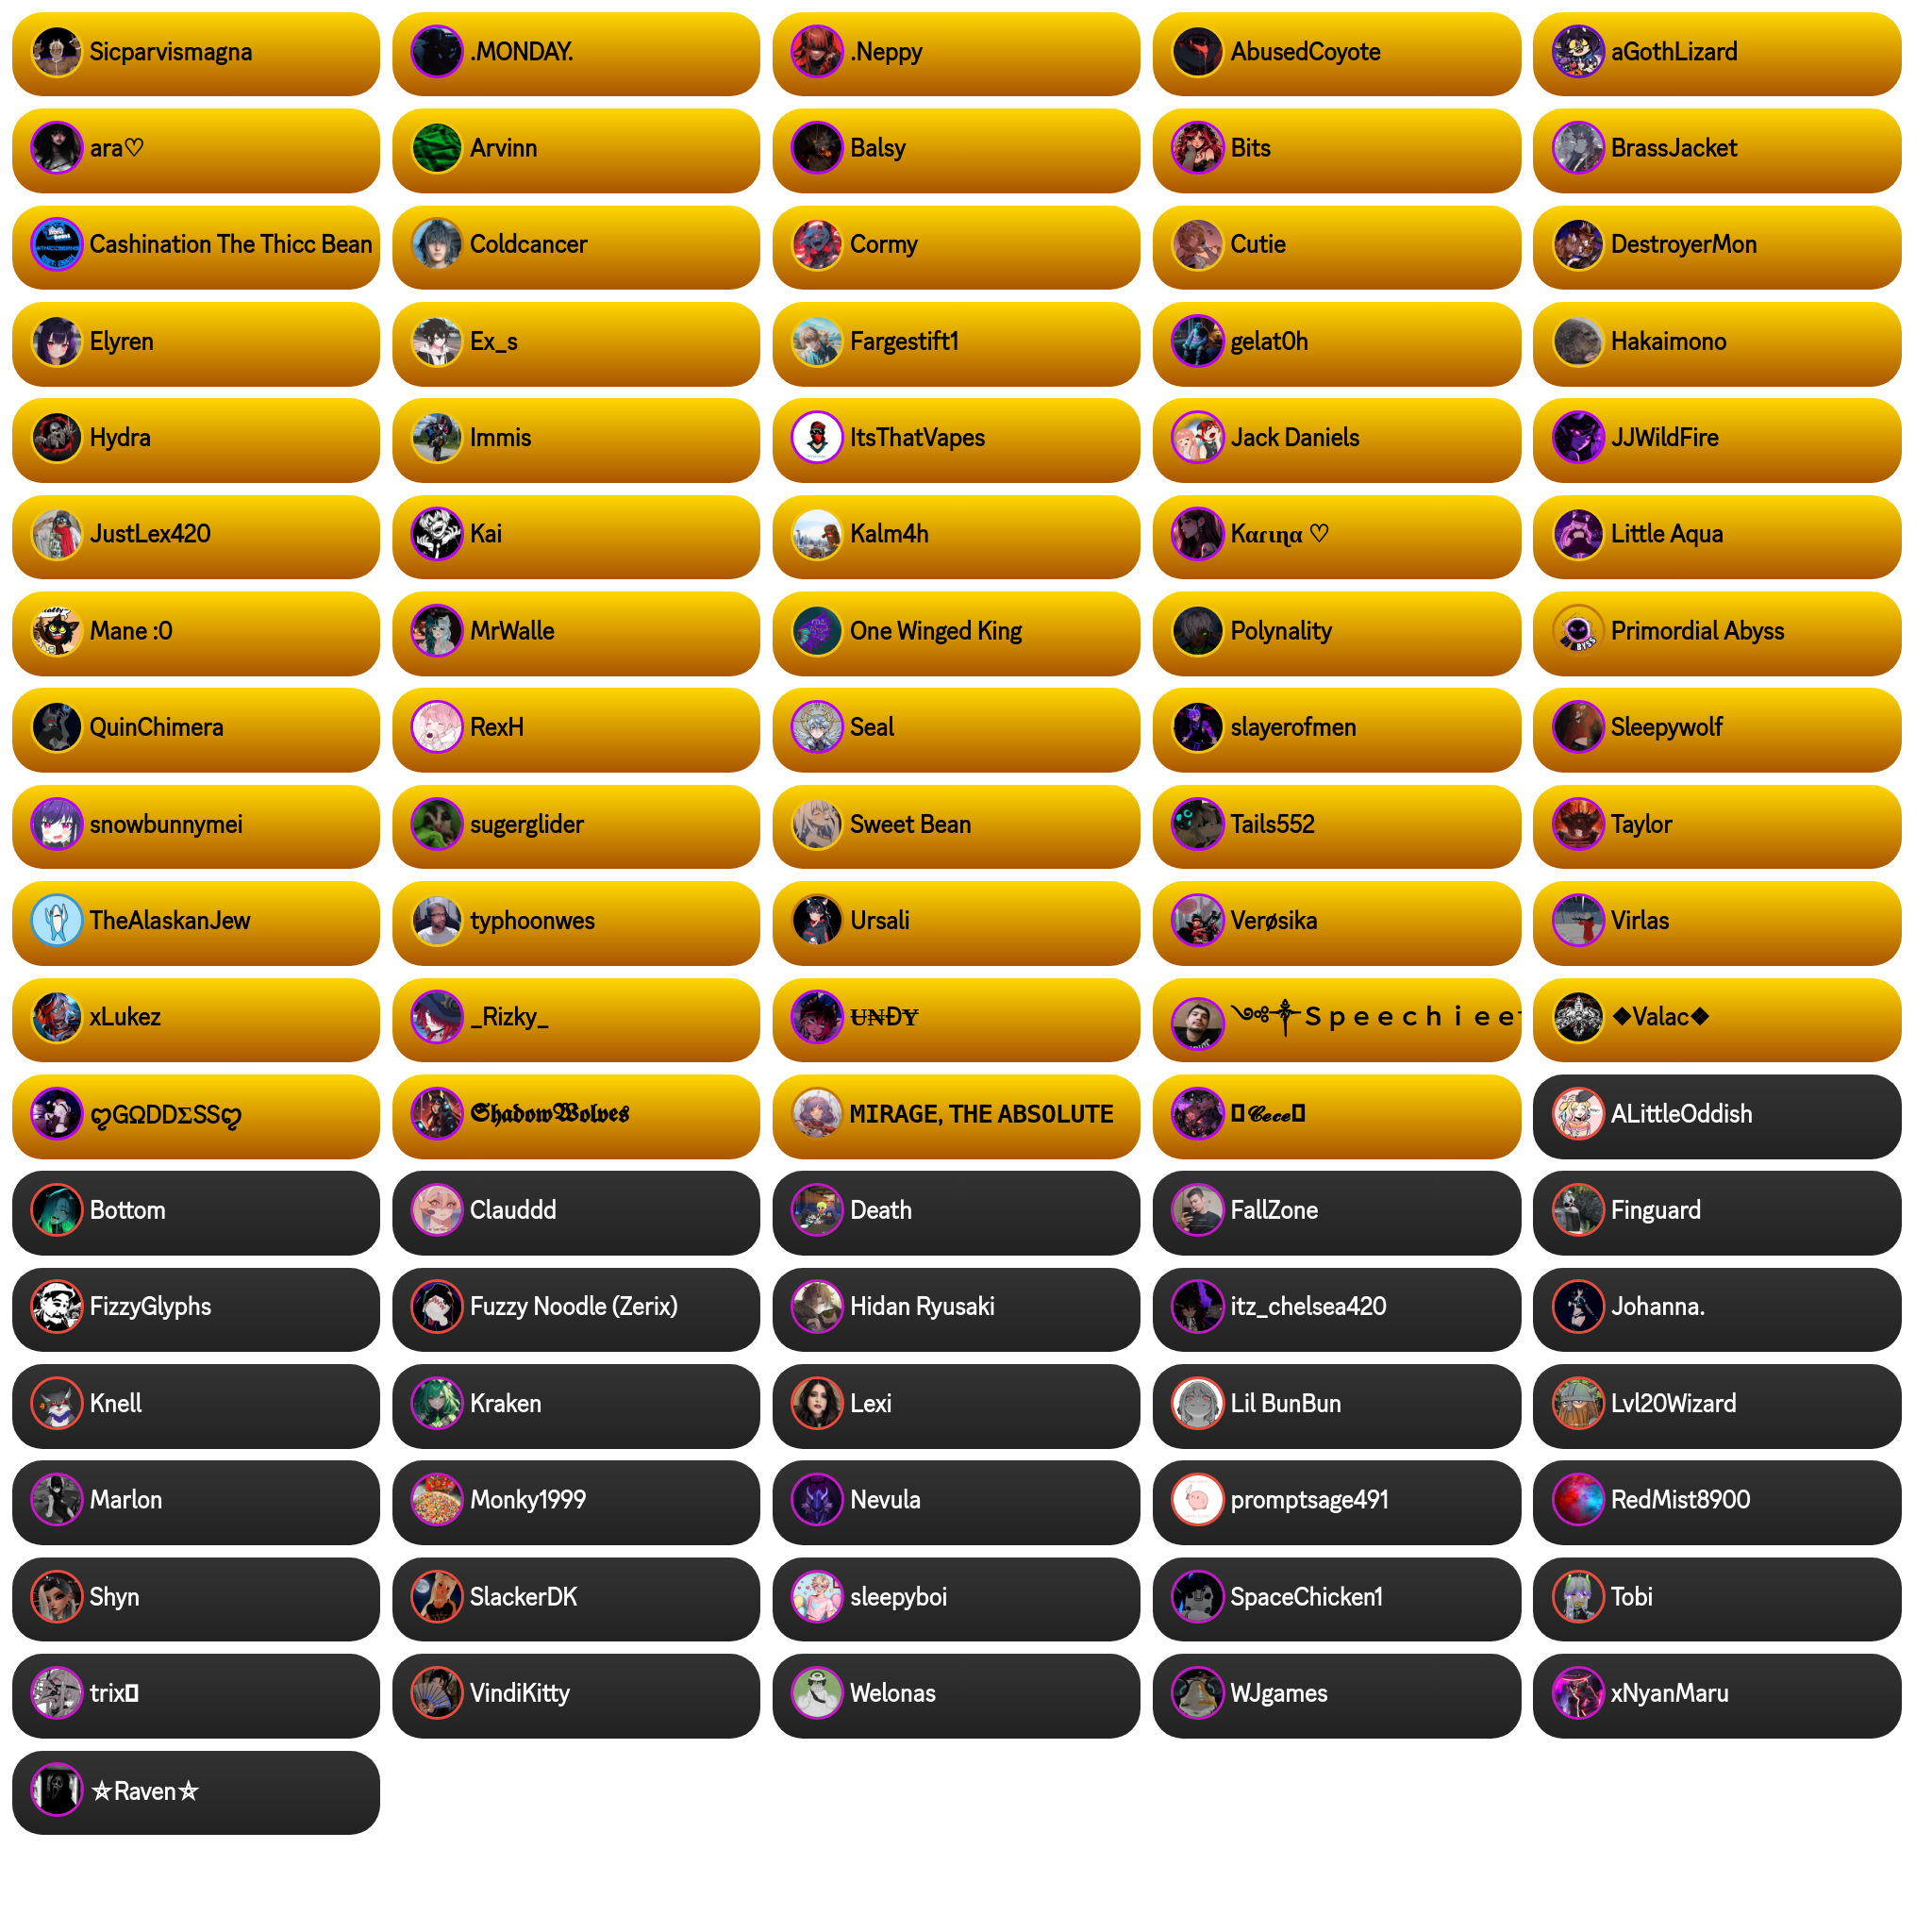 Sicparvismagna
.MONDAY.
.Neppy
AbusedCoyote
aGothLizard
ara♡
Arvinn
Balsy
Bits
BrassJacket
Cashination The Thicc Bean
Coldcancer
Cormy
Cutie
DestroyerMon
Elyren
Ex_s
Fargestift1
gelat0h
Hakaimono
Hydra
Immis
ItsThatVapes
Jack Daniels
JJWildFire
JustLex420
Kai
Kalm4h
Kαɾιɳα ♡
Little Aqua
Mane :0
MrWalle
One Winged King
Polynality
Primordial Abyss
QuinChimera
RexH
Seal
slayerofmen
Sleepywolf
snowbunnymei
sugerglider
Sweet Bean
Tails552
Taylor
TheAlaskanJew
typhoonwes
Ursali
Verøsika
Virlas
xLukez
_Rizky_
U̶N̶ĐY̶
༺༒Ｓｐｅｅｃｈｉｅｅ
❖Valac❖
ღGΩDDΣSSღ
𝕾𝖍𝖆𝖉𝖔𝖜𝖂𝖔𝖑𝖛𝖊𝖘
MIRAGE, THE ABSOLUTE
𝓒𝓮𝓬𝓮
ALittleOddish
Bottom
Clauddd
Death
FallZone
Finguard
FizzyGlyphs
Fuzzy Noodle (Zerix)
Hidan Ryusaki
itz_chelsea420
Johanna.
Knell
Kraken
Lexi
Lil BunBun
Lvl20Wizard
Marlon
Monky1999
Nevula
promptsage491
RedMist8900
Shyn
SlackerDK
sleepyboi
SpaceChicken1
Tobi
trix
VindiKitty
Welonas
WJgames
xNyanMaru
⛤Raven⛤